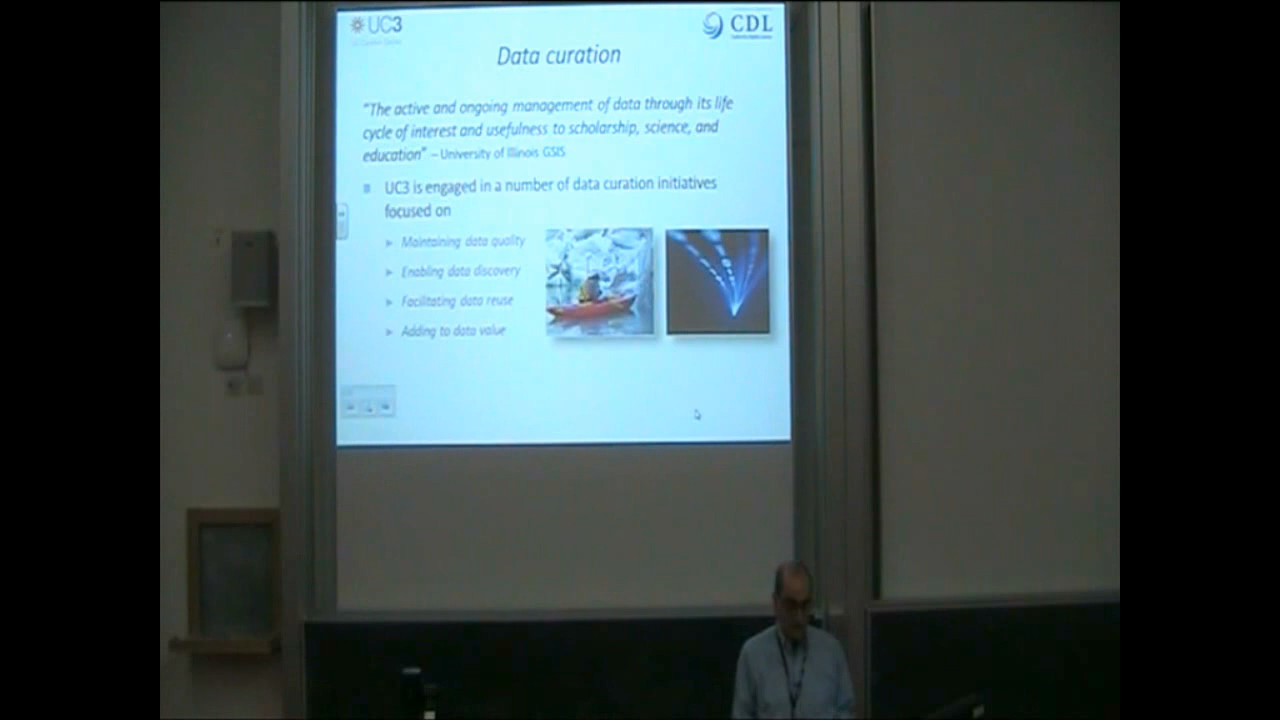 UC3
CDL
Data curation
"The active and ongoing management of data through its life
cycle of interest and usefulness to scholarship, science, and
education" – University of Illinois GSIS
UC3 is engaged in a number of data curation initiatives
focused on
Maintaining data quality
Enabling data discovery
Facilitating data reuse
Adding to data value